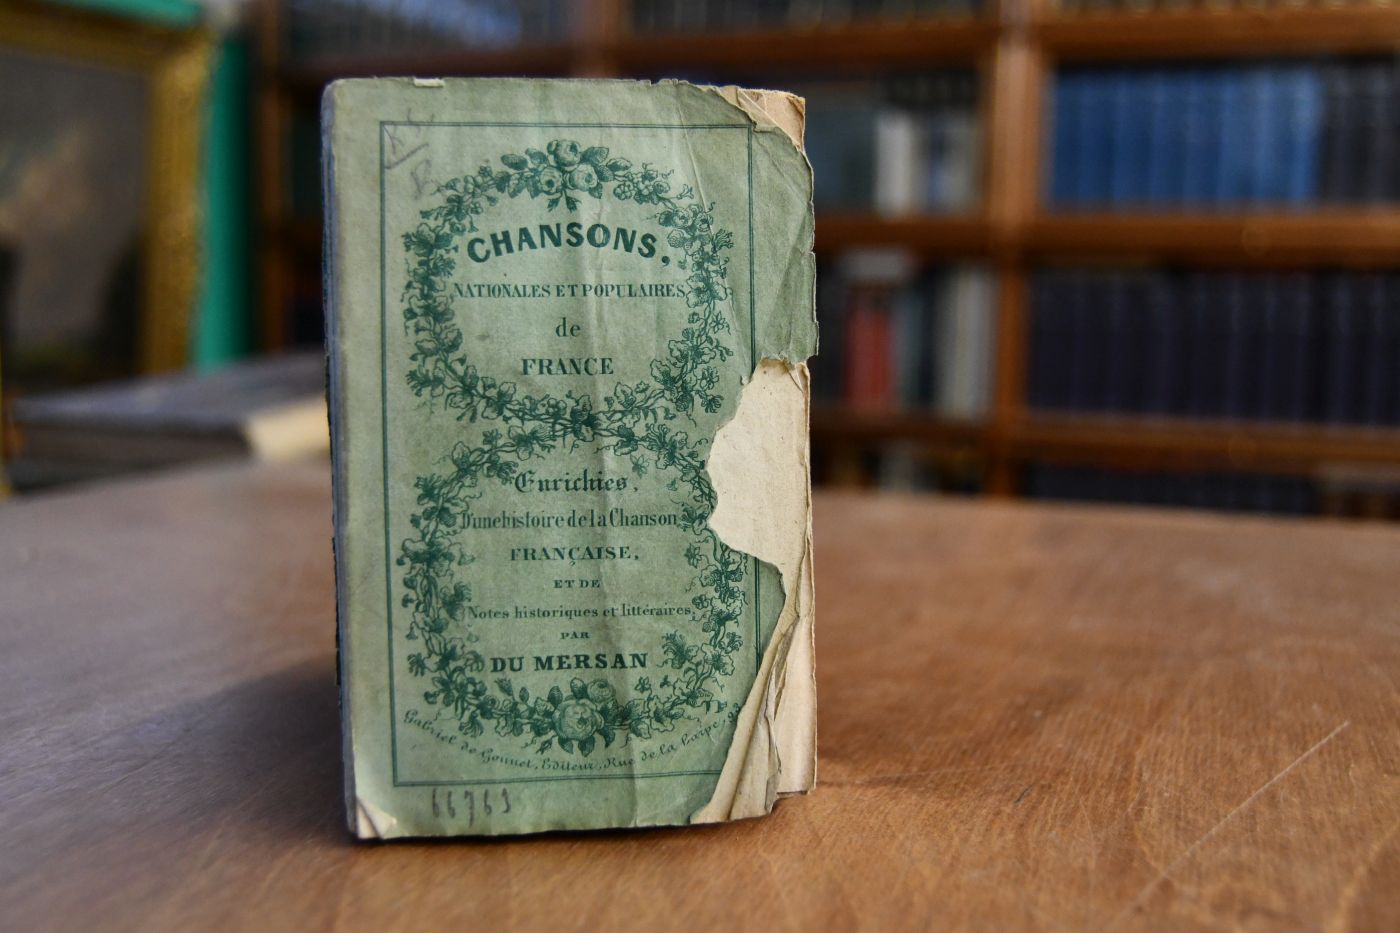 CHANSONS,
NATIONALES ET POPULAIRES
de
FRANCE
Enrichies,
D'une histoire de la Chanson
FRANÇAISE,
ET DE
Notes historiques et littéraires,
PAR
DU MERSAN
Gabriel de Gonnet, Editeur, Rue de la Harpe,
66763